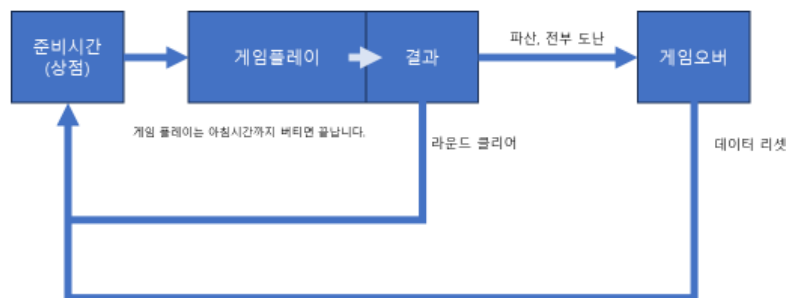 준비시간
(상점)
게임플레이
결과
파산, 전부 도난
게임오버
게임 플레이는 아침시간까지 버티면 끝납니다.
라운드 클리어
데이터 리셋